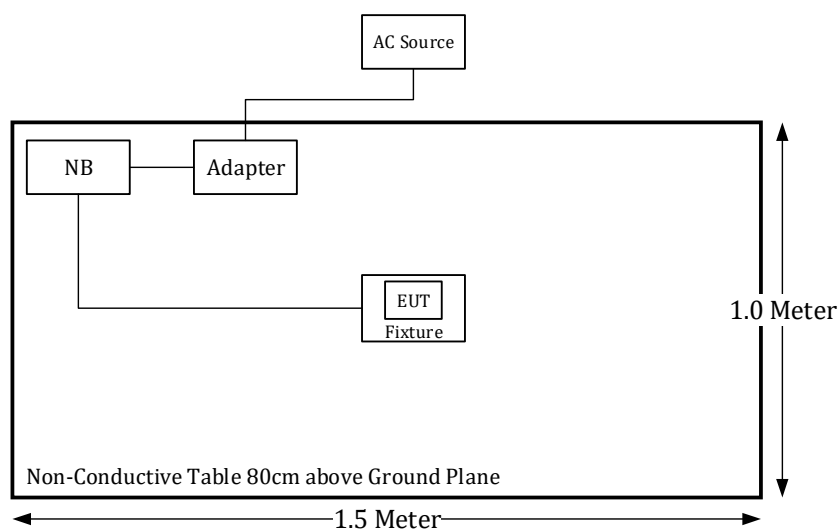 AC Source
NB
Adapter
EUT
Fixture
1.0 Meter
Non-Conductive Table 80cm above Ground Plane
1.5 Meter